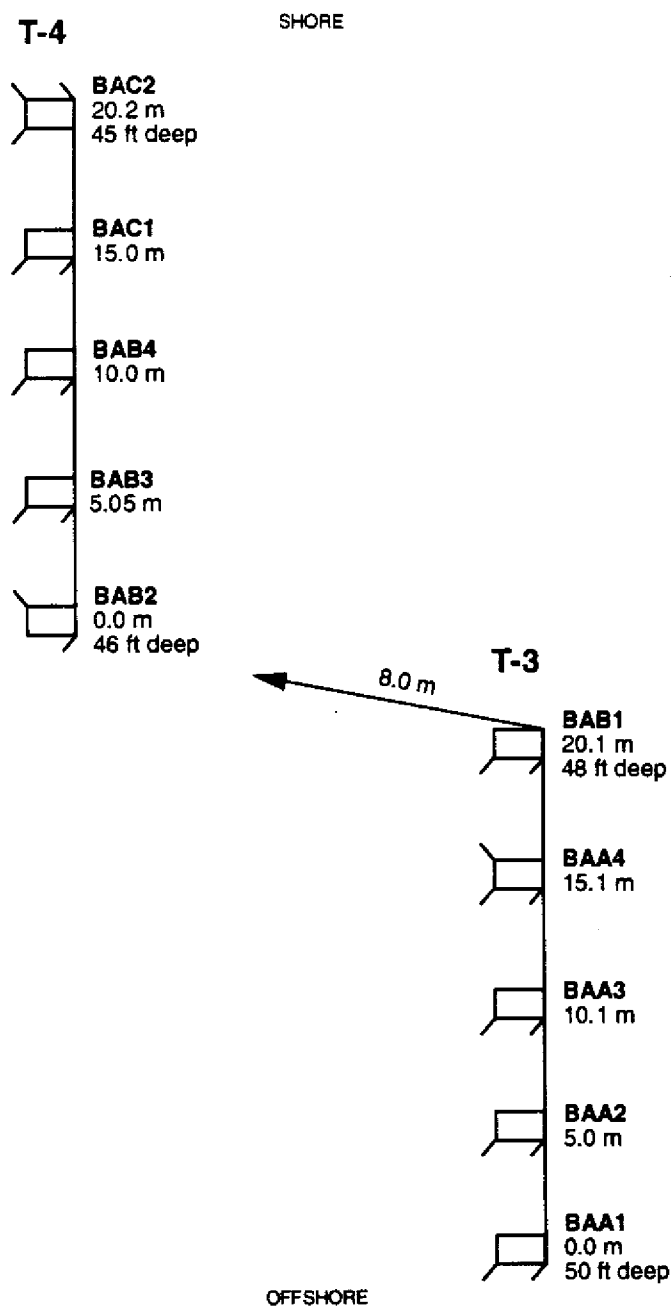 SHORE
T-4
BAC2
20.2 m
45 ft deep
BAC1
15.0 m
BAB4
10.0 m
BAB3
5.05 m
BAB2
0.0 m
46 ft deep
8.0 m
T-3
BAB1
20.1 m
48 ft deep
BAA4
15.1 m
BAA3
10.1 m
BAA2
5.0 m
BAA1
0.0 m
50 ft deep
OFFSHORE